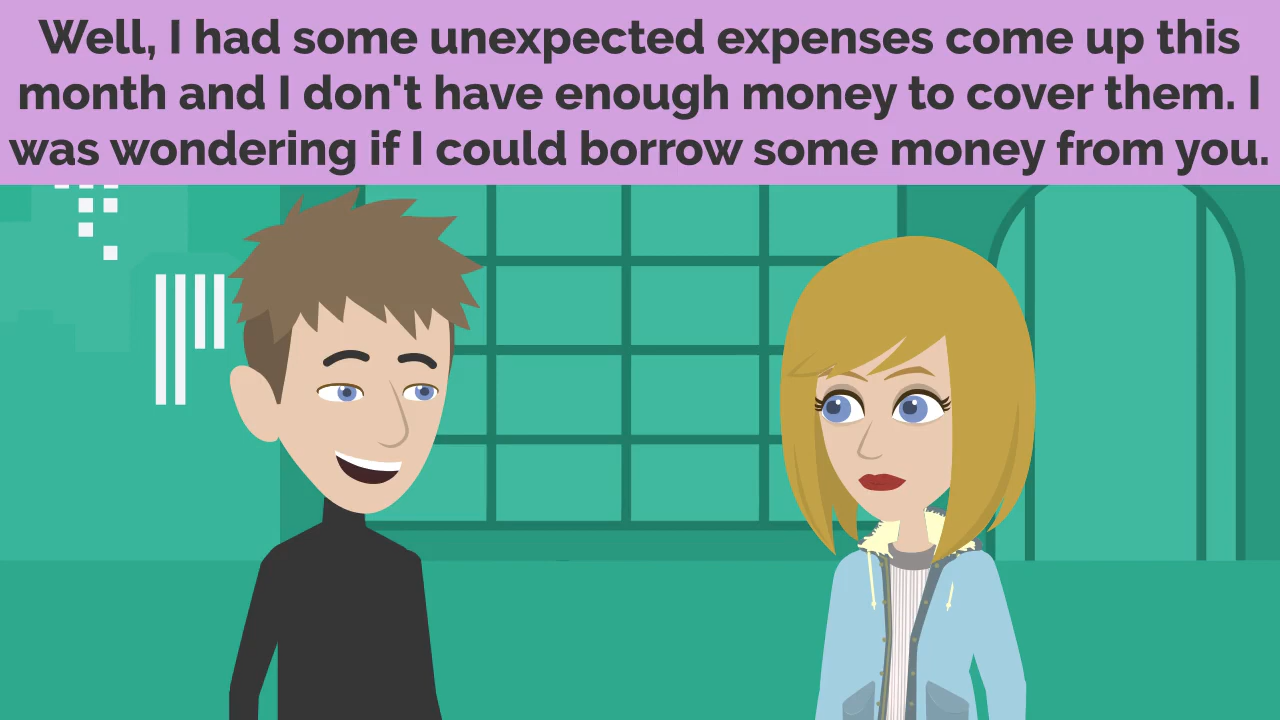 Well, I had some unexpected expenses come up this
month and I don't have enough money to cover them. I
was wondering if I could borrow some money from you.